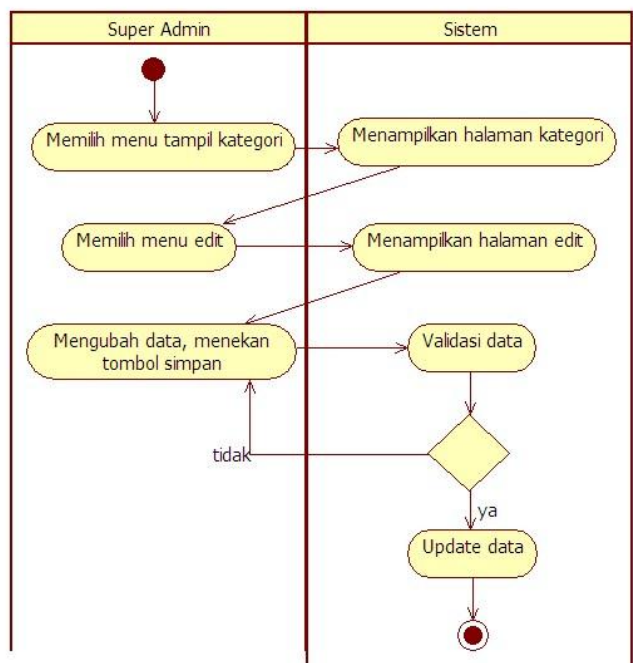 Super Admin
Sistem
Memilih menu tampil kategori
Menampilkan halaman kategori
Memilih menu edit
Menampilkan halaman edit
Mengubah data, menekan
tombol simpan
Validasi data
tidak
ya
Update data